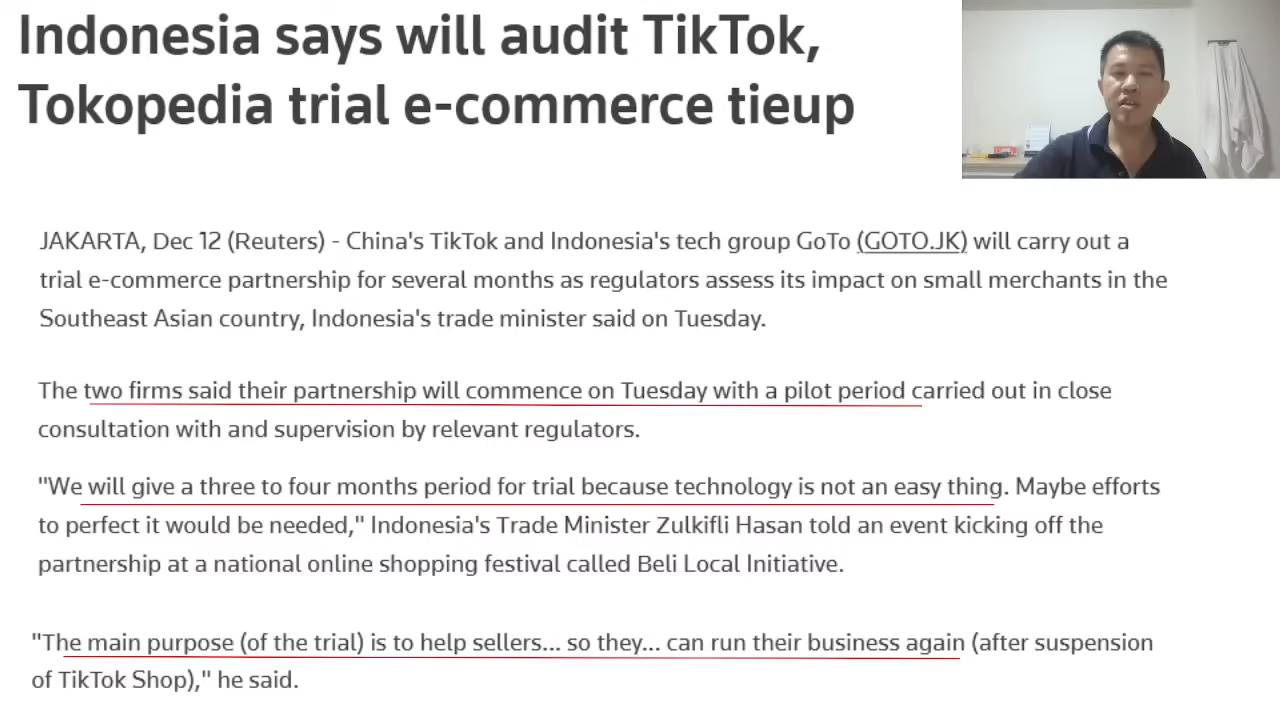 Indonesia says will audit TikTok,
Tokopedia trial e-commerce tieup
JAKARTA, Dec 12 (Reuters) - China's TikTok and Indonesia's tech group GoTo (GOTO.JK) will carry out a
trial e-commerce partnership for several months as regulators assess its impact on small merchants in the
Southeast Asian country, Indonesia's trade minister said on Tuesday.
The two firms said their partnership will commence on Tuesday with a pilot period carried out in close
consultation with and supervision by relevant regulators.
"We will give a three to four months period for trial because technology is not an easy thing. Maybe efforts
to perfect it would be needed," Indonesia's Trade Minister Zulkifli Hasan told an event kicking off the
partnership at a national online shopping festival called Beli Local Initiative.
"The main purpose (of the trial) is to help sellers... so they... can run their business again (after suspension
of TikTok Shop)," he said.